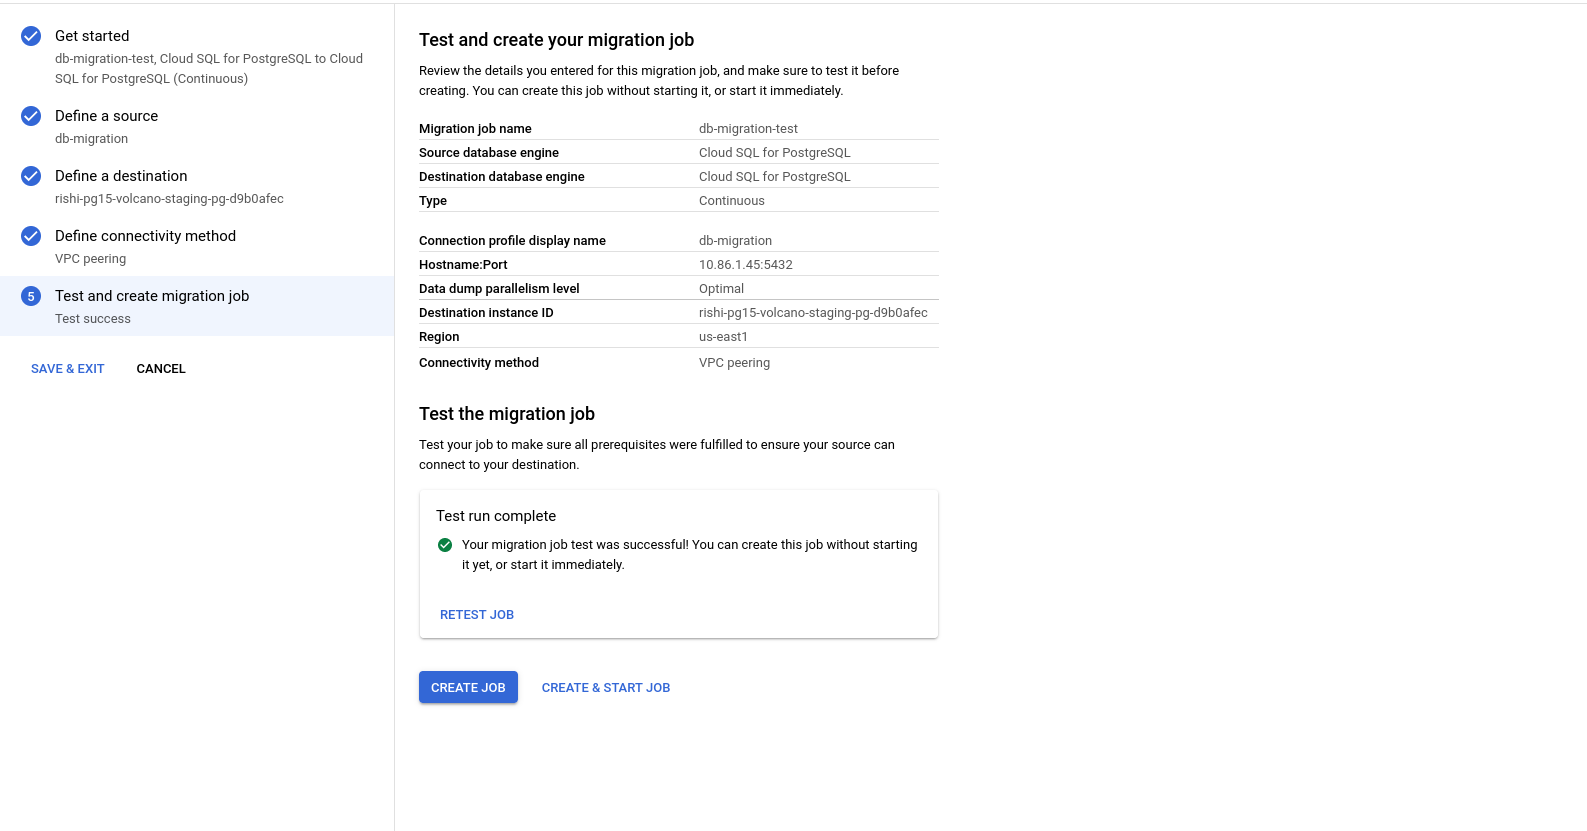 Get started
db-migration-test, Cloud SQL for PostgreSQL to Cloud
SQL for PostgreSQL (Continuous)
Define a source
db-migration
Define a destination
rishi-pg15-volcano-staging-pg-d9b0afec
Define connectivity method
VPC peering
5 Test and create migration job
Test success
SAVE & EXIT CANCEL
Test and create your migration job
Review the details you entered for this migration job, and make sure to test it before
creating. You can create this job without starting it, or start it immediately.
Migration job name db-migration-test
Source database engine Cloud SQL for PostgreSQL
Destination database engine Cloud SQL for PostgreSQL
Type Continuous
Connection profile display name db-migration
Hostname:Port 10.86.1.45:5432
Data dump parallelism level Optimal
Destination instance ID rishi-pg15-volcano-staging-pg-d9b0afec
Region us-east1
Connectivity method VPC peering
Test the migration job
Test your job to make sure all prerequisites were fulfilled to ensure your source can
connect to your destination.
Test run complete
Your migration job test was successful! You can create this job without starting
it yet, or start it immediately.
RETEST JOB
CREATE JOB CREATE & START JOB